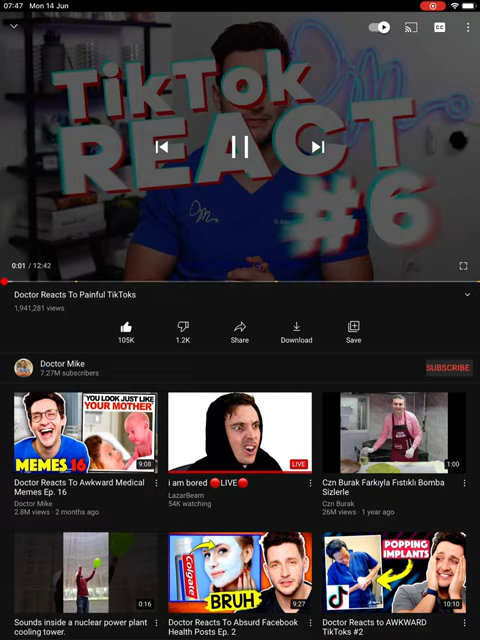 07:47 Mon 14 Jun
TikTok
REACT
#6
0:01 / 12:42
Doctor Reacts To Painful TikToks
1,941,281 views
105K
1.2K
Share
Download
Save
Doctor Mike
7.27M subscribers
SUBSCRIBE
"YOU LOOK JUST LIKE
YOUR MOTHER"
MEMES 16
9:08
LIVE
1:00
Doctor Reacts To Awkward Medical
Memes Ep. 16
Doctor Mike
2.8M views · 2 months ago
i am bored 🔴LIVE🔴
LazarBeam
54K watching
Czn Burak Farkıyla Fıstıklı Bomba
Sizlerle
Czn Burak
26M views · 1 year ago
0:16
Colgate
BRUH
9:27
POPPING
IMPLANTS
10:10
Sounds inside a nuclear power plant
cooling tower.
Doctor Reacts To Absurd Facebook
Health Posts Ep. 2
Doctor Reacts to AWKWARD
TikToks #2